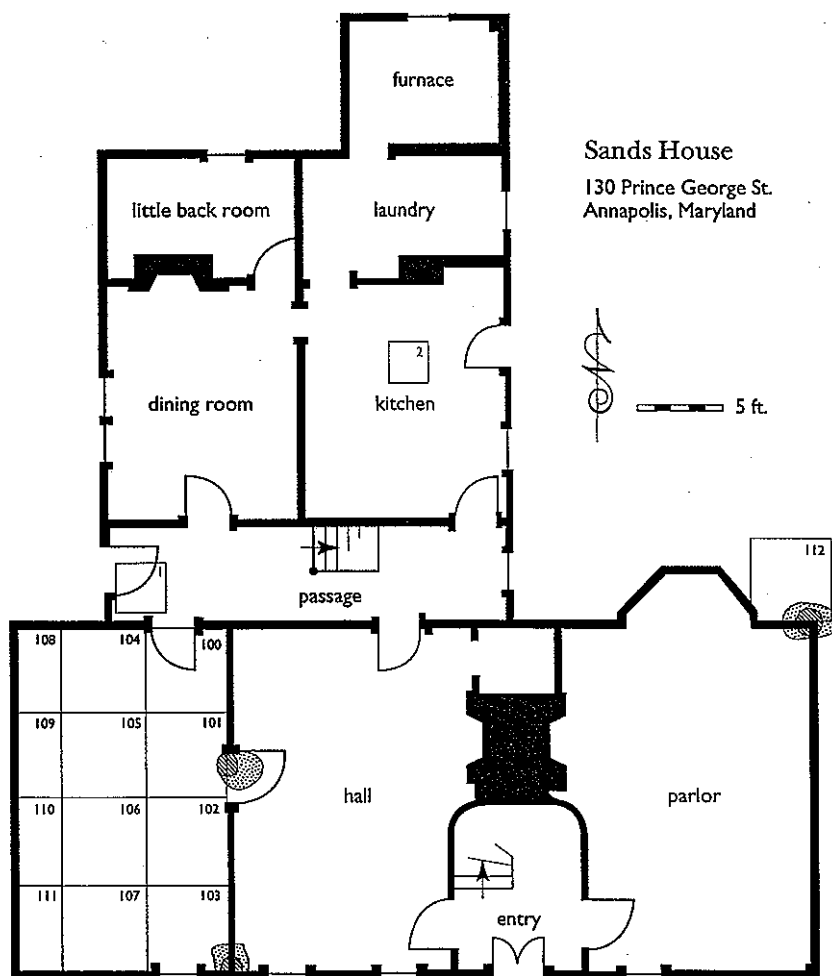 furnace
Sands House
130 Prince George St.
Annapolis, Maryland
little back room
laundry
2
dining room
kitchen
5 ft.
1
112
passage
108 104 100
109 105 101
hall
parlor
110 106 102
111 107 103
entry